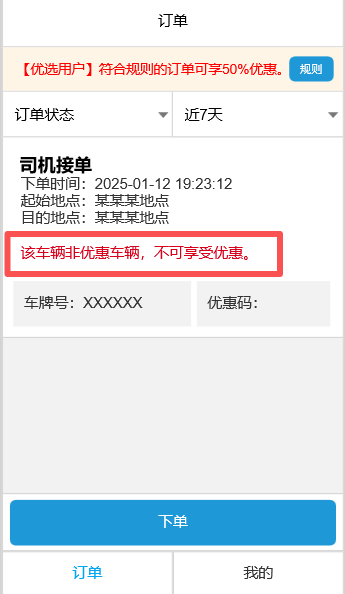 订单
【优选用户】符合规则的订单可享50%优惠。 规则
订单状态 近7天
司机接单
下单时间：2025-01-12 19:23:12
起始地点：某某某地点
目的地点：某某某地点
该车辆非优惠车辆，不可享受优惠。
车牌号：XXXXXX 优惠码：
下单
订单 我的